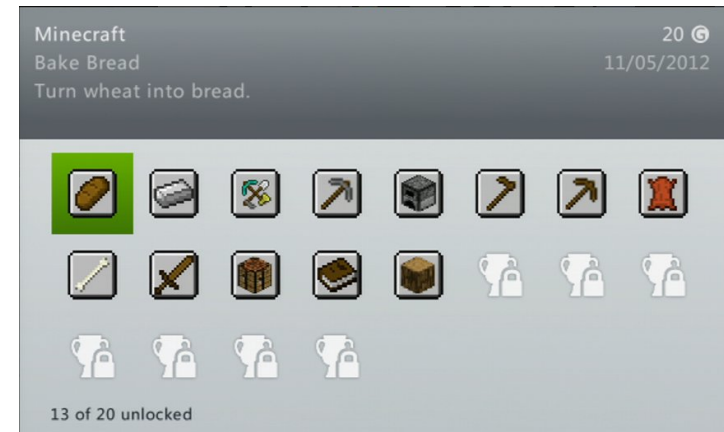 Minecraft
20 G
Bake Bread
11/05/2012
Turn wheat into bread.
13 of 20 unlocked